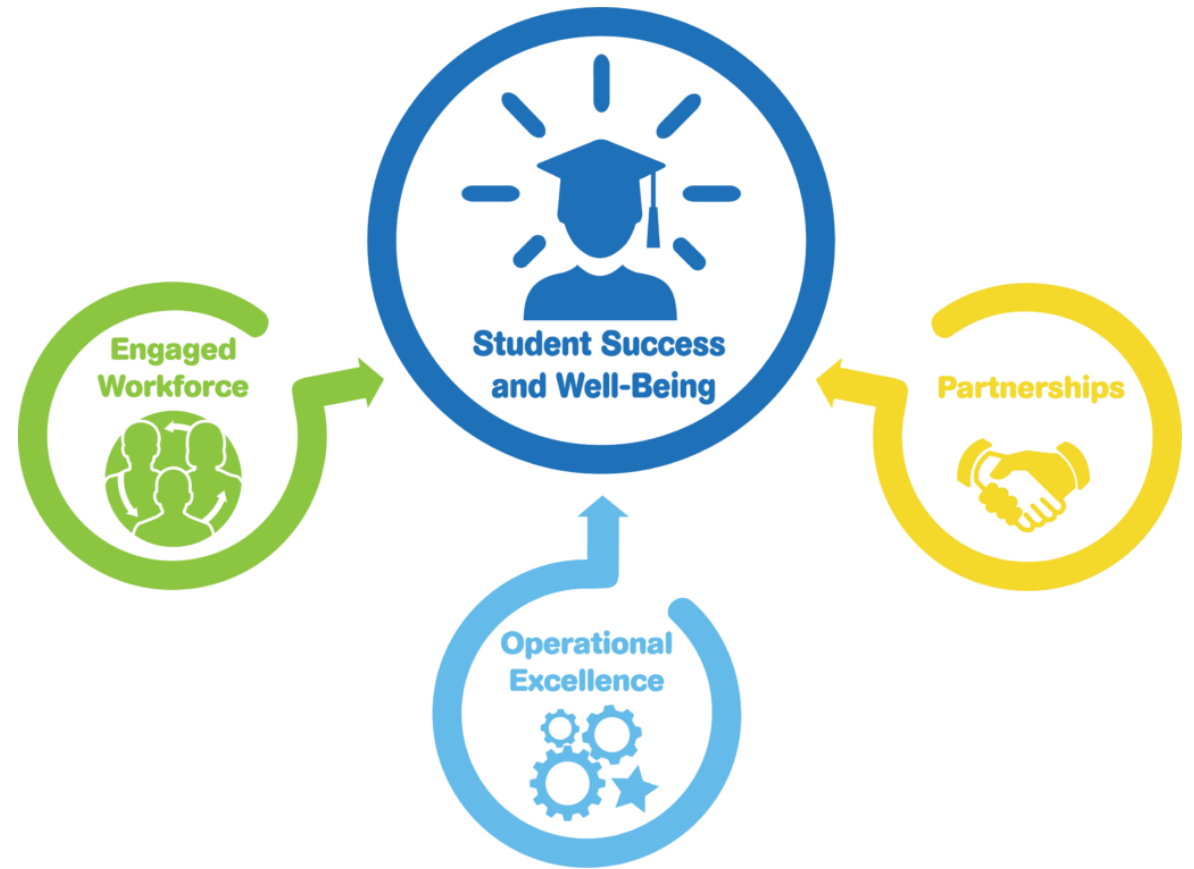 Student Success
and Well-Being
Engaged
Workforce
Partnerships
Operational
Excellence